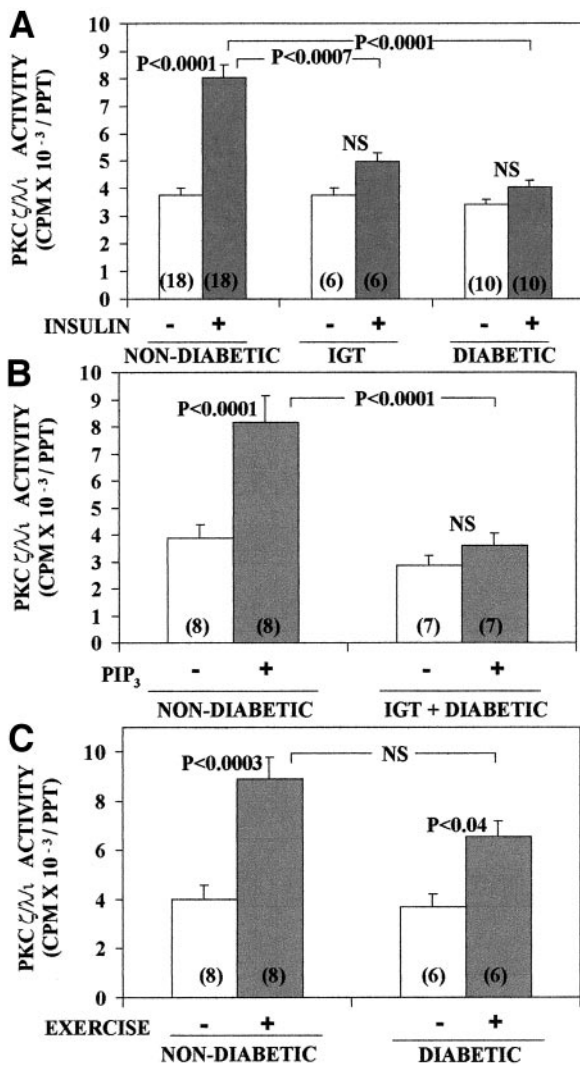 A
PKC ζ/λ/ι ACTIVITY
(CPM X 10 -3 / PPT)
10
9
8
7
6
5
4
3
2
1
0
P<0.0001
P<0.0001
P<0.0007
NS
NS
(18)
(18)
(6)
(6)
(10)
(10)
INSULIN - + - + - +
NON-DIABETIC IGT DIABETIC
B
PKC ζ/λ/ι ACTIVITY
(CPM X 10 -3 / PPT)
10
9
8
7
6
5
4
3
2
1
0
P<0.0001
P<0.0001
NS
(8)
(8)
(7)
(7)
PIP3 - + - +
NON-DIABETIC IGT + DIABETIC
C
PKC ζ/λ/ι ACTIVITY
(CPM X 10 -3 / PPT)
10
8
6
4
2
0
P<0.0003
NS
P<0.04
(8)
(8)
(6)
(6)
EXERCISE - + - +
NON-DIABETIC DIABETIC